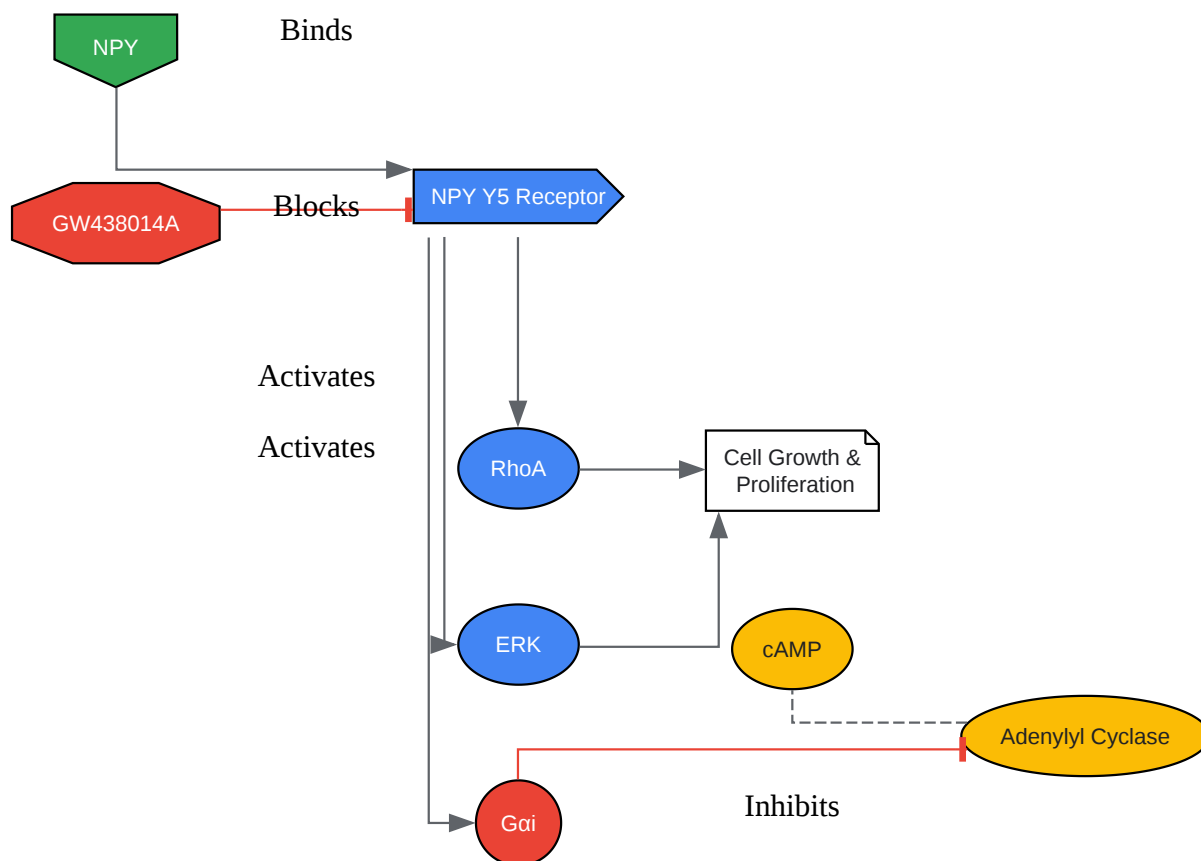 NPY
Binds
NPY Y5 Receptor
GW438014A
Blocks
Activates
Activates
RhoA
Cell Growth &
Proliferation
ERK
cAMP
Adenylyl Cyclase
Inhibits
Gαi